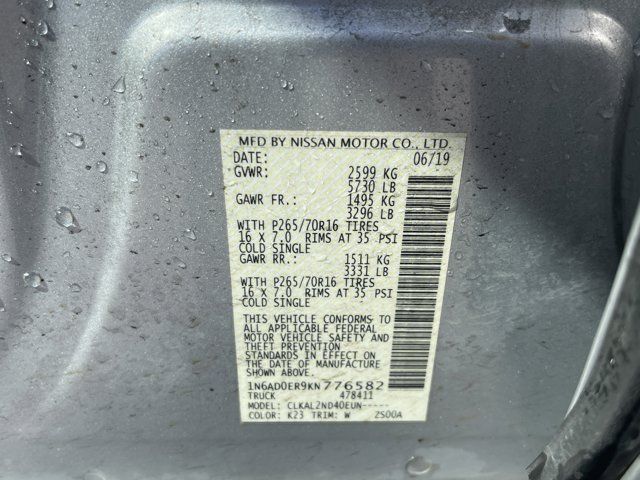 MFD BY NISSAN MOTOR CO., LTD.
DATE: 06/19
GVWR: 2599 KG
5730 LB
GAWR FR.: 1495 KG
3296 LB
WITH P265/70R16 TIRES
16 X 7.0 RIMS AT 35 PSI
COLD SINGLE
GAWR RR.: 1511 KG
3331 LB
WITH P265/70R16 TIRES
16 X 7.0 RIMS AT 35 PSI
COLD SINGLE
THIS VEHICLE CONFORMS TO
ALL APPLICABLE FEDERAL
MOTOR VEHICLE SAFETY AND
THEFT PREVENTION
STANDARDS IN EFFECT ON
THE DATE OF MANUFACTURE
SHOWN ABOVE.
1N6AD0ER9KN776582
TRUCK 478411
MODEL: CLKAL2ND40EUN-----
COLOR: K23 TRIM: W 2S00A